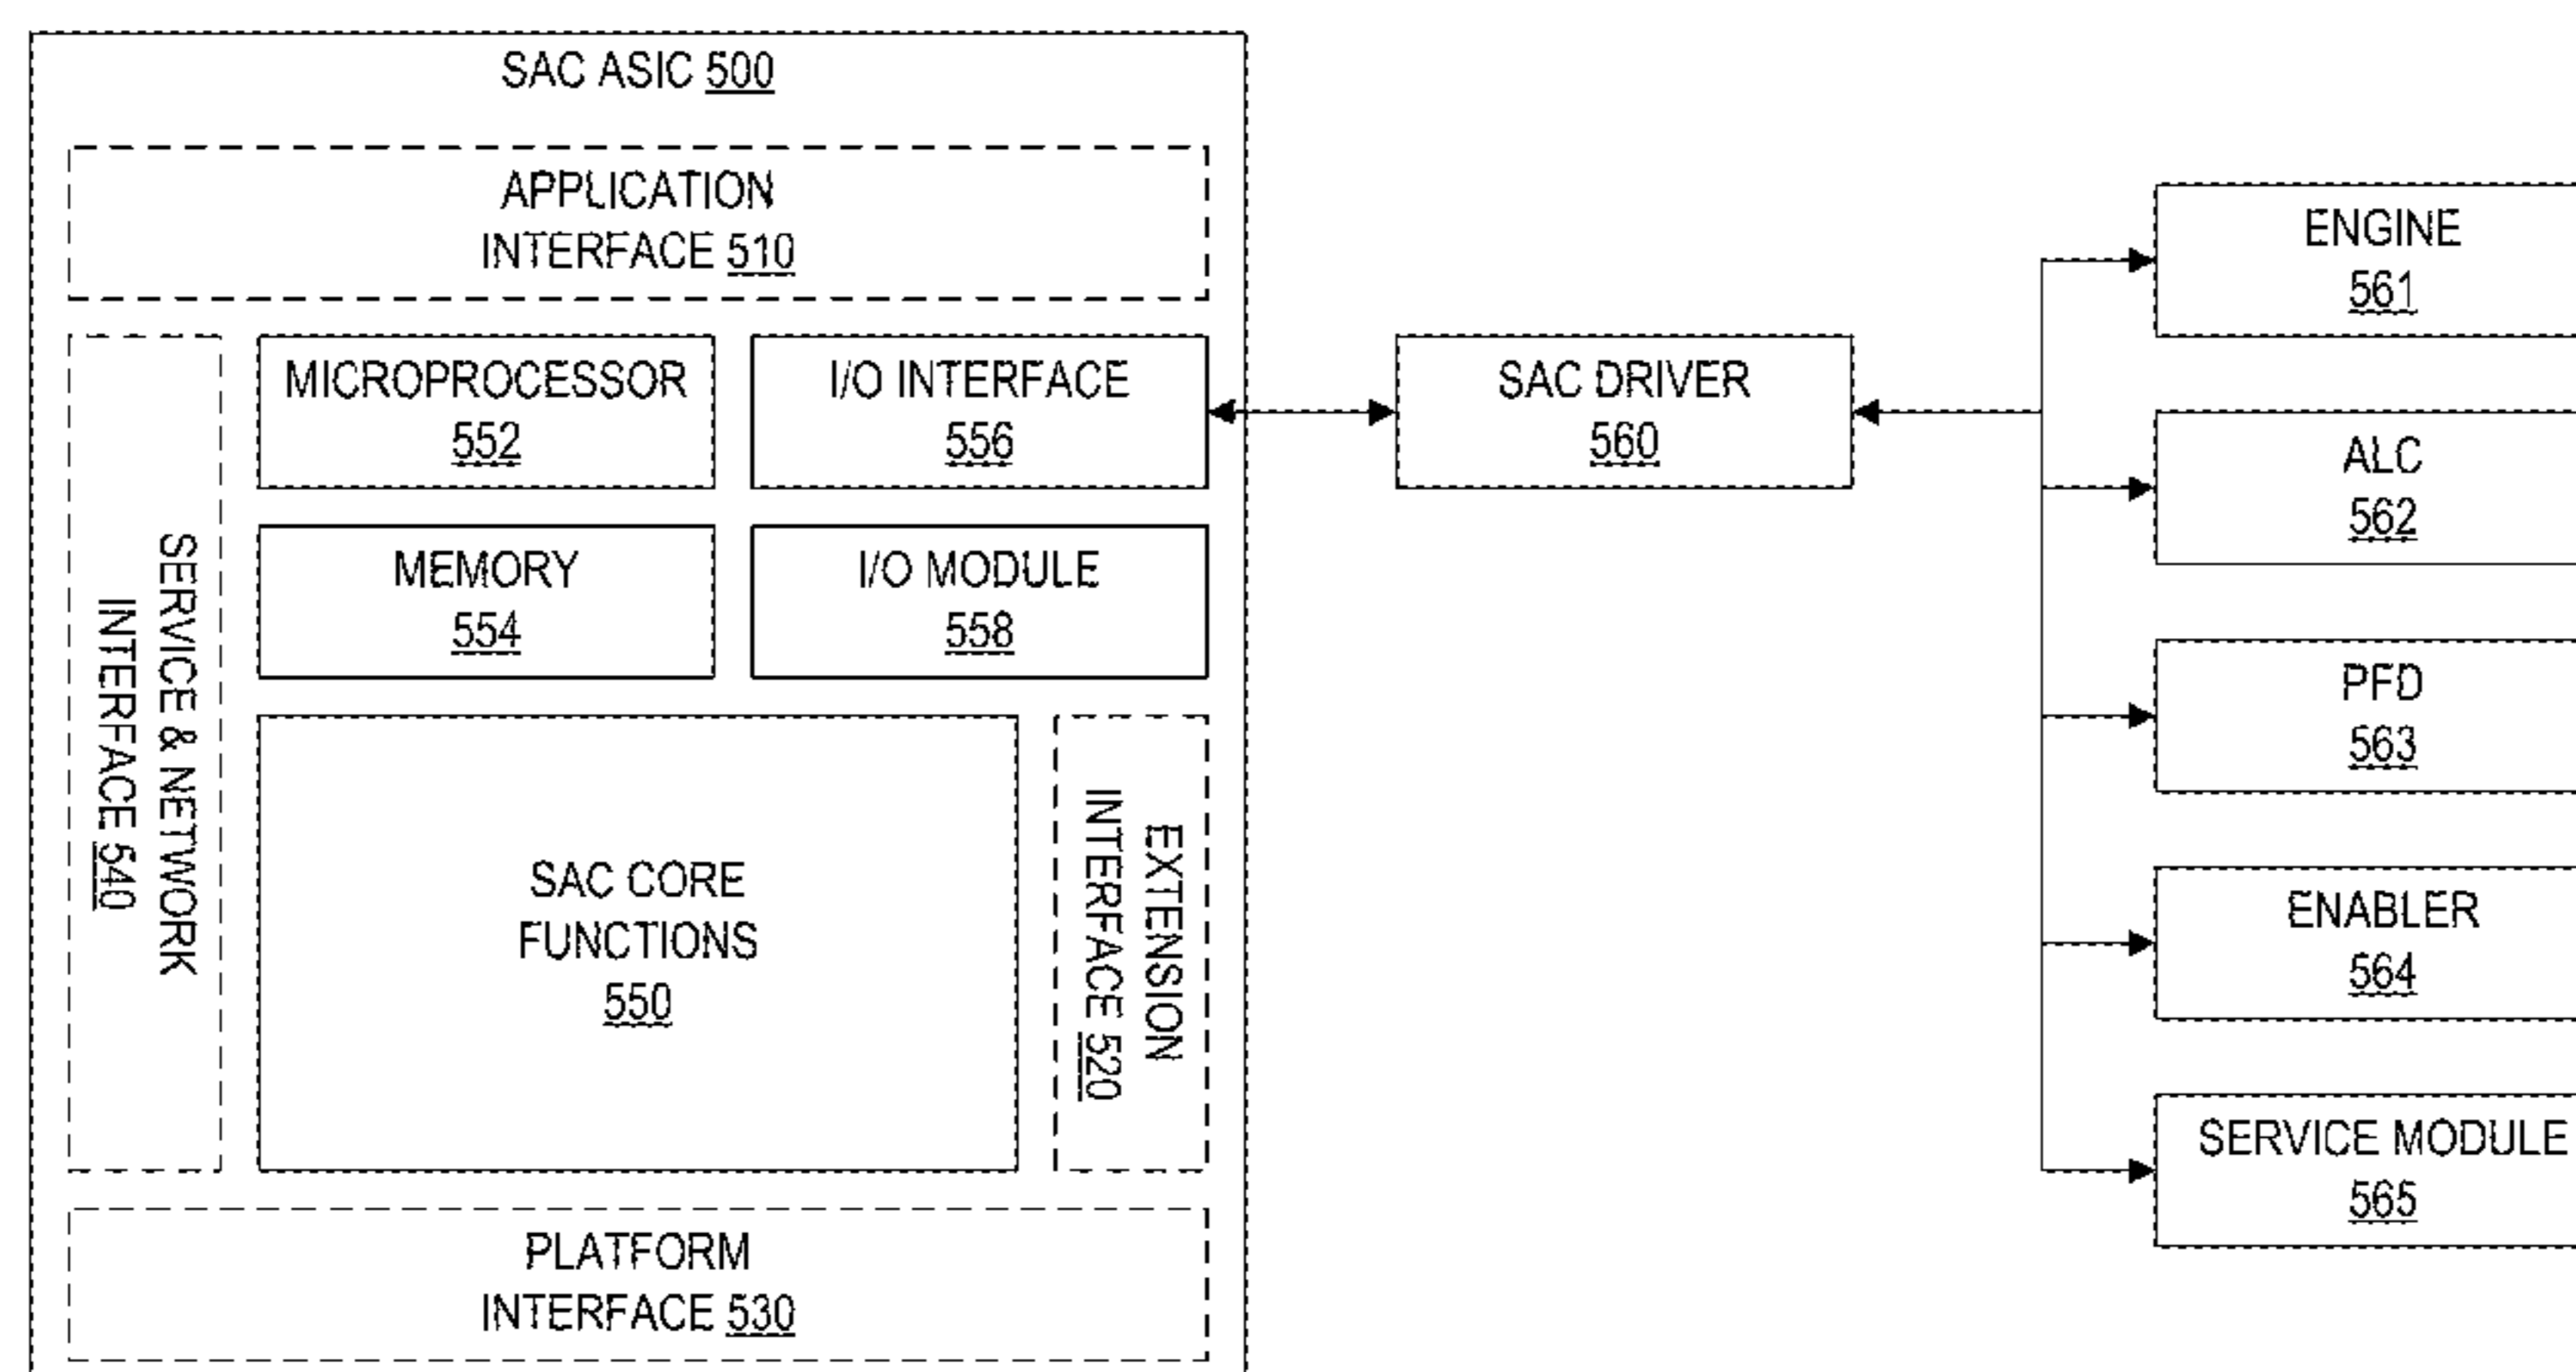 SAC ASIC 500
APPLICATION
INTERFACE 510
SERVICE & NETWORK
INTERFACE 540
MICROPROCESSOR
552
I/O INTERFACE
556
MEMORY
554
I/O MODULE
558
SAC CORE
FUNCTIONS
550
EXTENSION
INTERFACE 520
PLATFORM
INTERFACE 530
SAC DRIVER
560
ENGINE
561
ALC
562
PFD
563
ENABLER
564
SERVICE MODULE
565